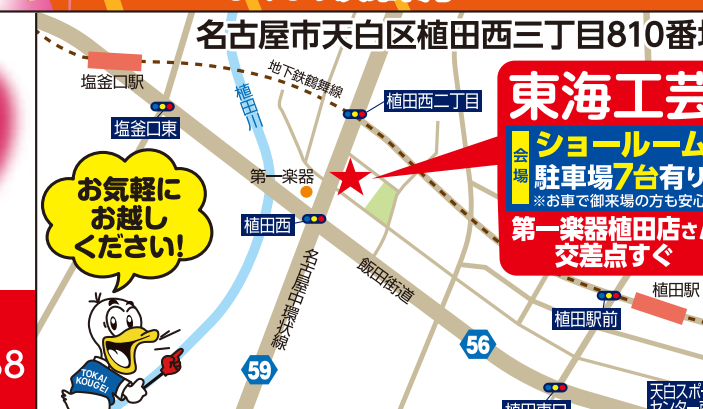 名古屋市天白区植田西三丁目810番
塩釜口駅
地下鉄鶴舞線
植田川
植田西二丁目
塩釜口東
東海工芸
会場
ショールーム
駐車場7台有り
※お車で御来場の方も安心
第一楽器植田店さん
交差点すぐ
お気軽に
お越し
ください!
第一楽器
植田西
名古屋中環状線
飯田街道
植田駅
植田駅前
56
59
38
TOKAI
KOUGEI
天白スポー
センター